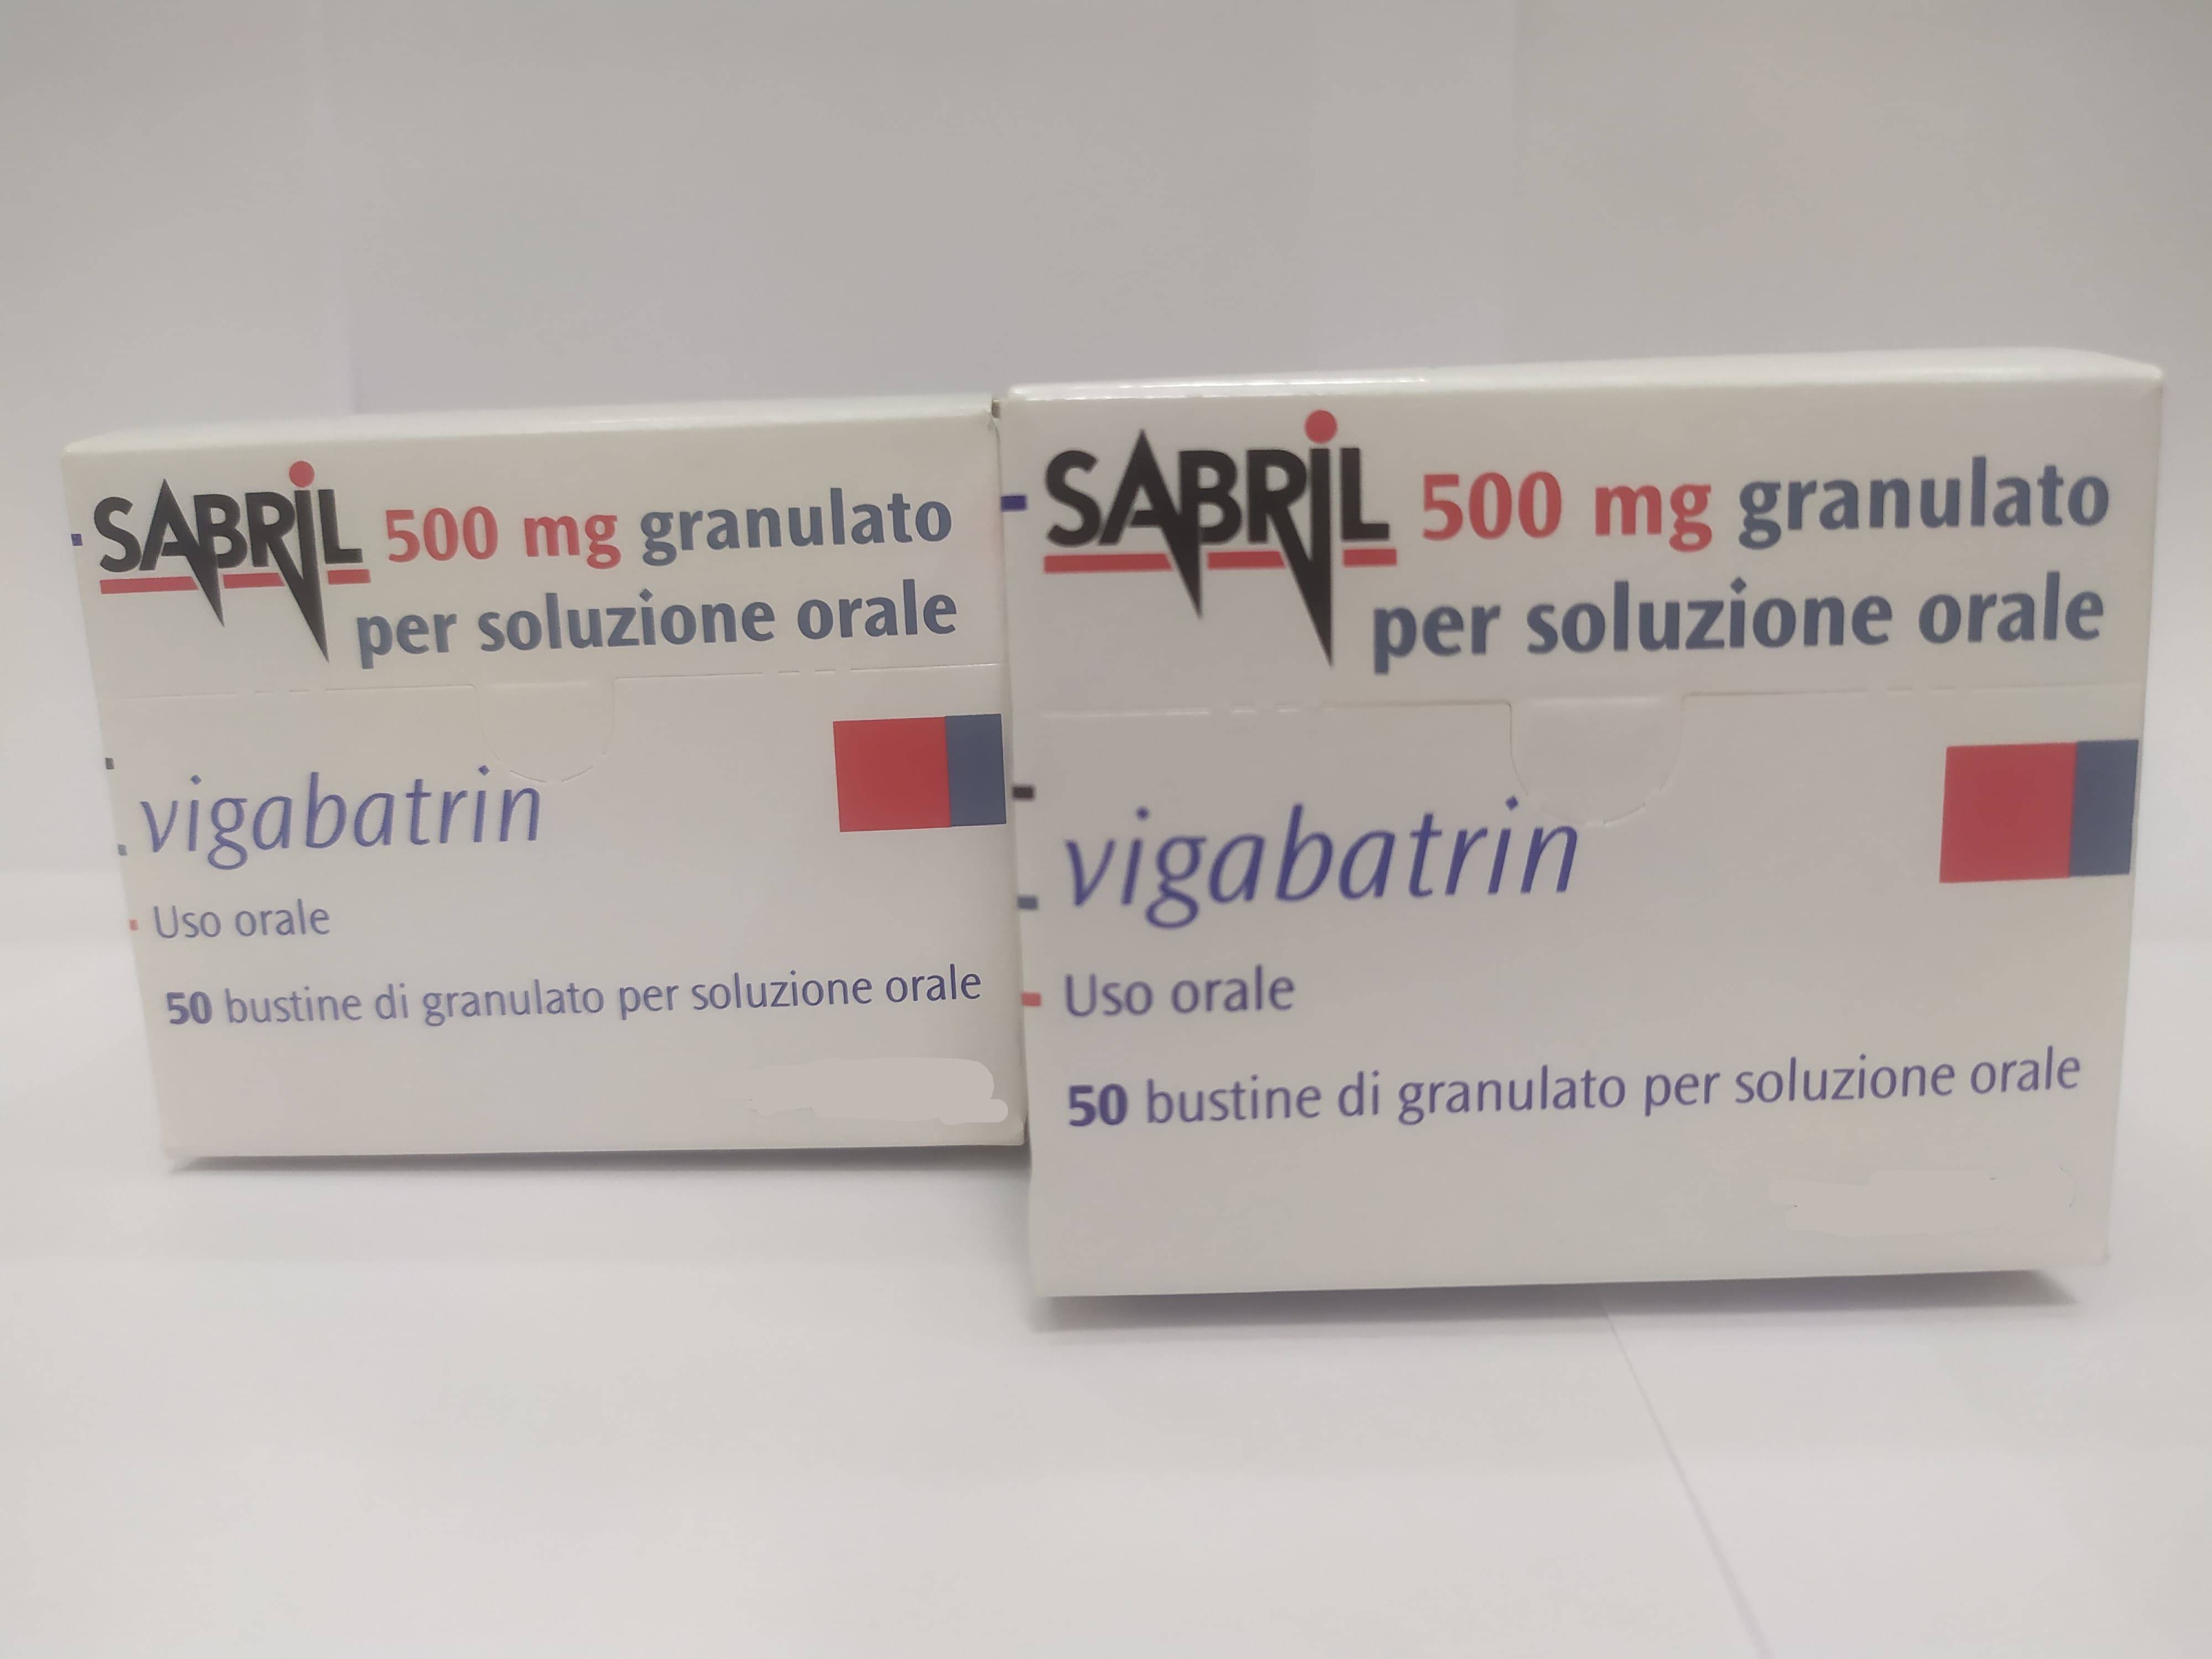 SABRiL 500 mg granulato
per soluzione orale
vigabatrin
Uso orale
50 bustine di granulato per soluzione orale
SABRiL 500 mg granulato
per soluzione orale
vigabatrin
Uso orale
50 bustine di granulato per soluzione orale